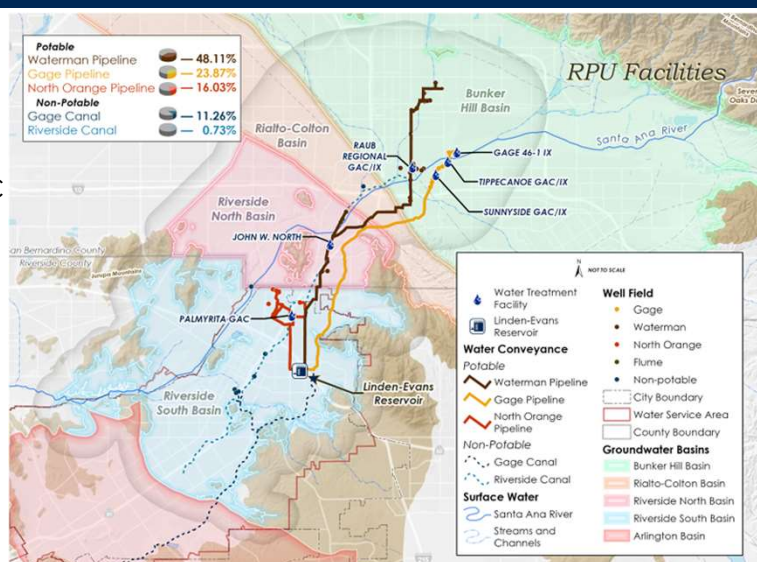 RPU Facilities
Potable
Waterman Pipeline — 48.11%
Gage Pipeline — 23.87%
North Orange Pipeline — 16.03%
Non-Potable
Gage Canal — 11.26%
Riverside Canal — 0.73%
Bunker
Hill Basin
Santa Ana River
Rialto-Colton
Basin
RAUB
REGIONAL
GAC/IX
GAGE 46-1 IX
TIPPECANOE GAC/IX
SUNNYSIDE GAC/IX
Riverside
North Basin
JOHN W. NORTH
San Bernardino County
Riverside County
Jurupa Mountains
PALMYRITA GAC
Linden-Evans
Reservoir
Riverside
South Basin
N
NOT TO SCALE
Water Treatment
Facility
Linden-Evans
Reservoir
Water Conveyance
Potable
Waterman Pipeline
Gage Pipeline
North Orange
Pipeline
Non-Potable
Gage Canal
Riverside Canal
Surface Water
Santa Ana River
Streams and
Channels
Well Field
Gage
Waterman
North Orange
Flume
Non-potable
City Boundary
Water Service Area
County Boundary
Groundwater Basins
Bunker Hill Basin
Rialto-Colton Basin
Riverside North Basin
Riverside South Basin
Arlington Basin